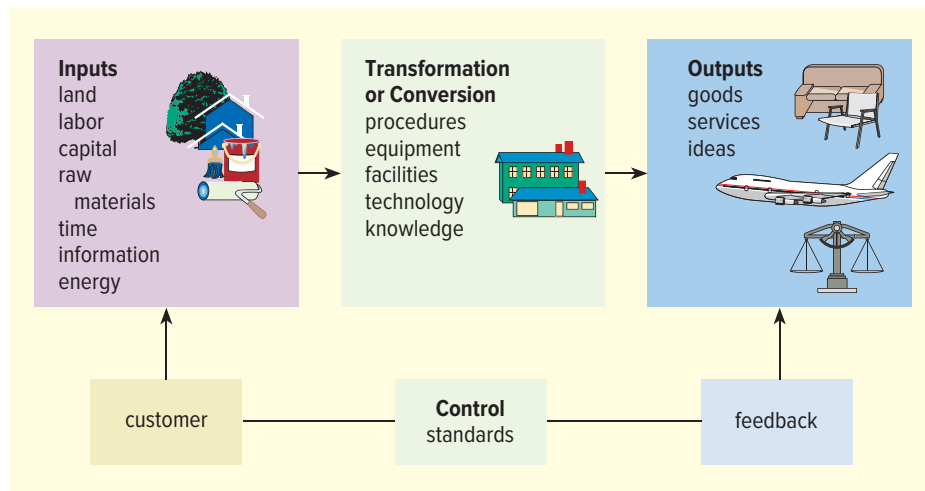 Inputs
land
labor
capital
raw
materials
time
information
energy
Transformation
or Conversion
procedures
equipment
facilities
technology
knowledge
Outputs
goods
services
ideas
customer
Control
standards
feedback